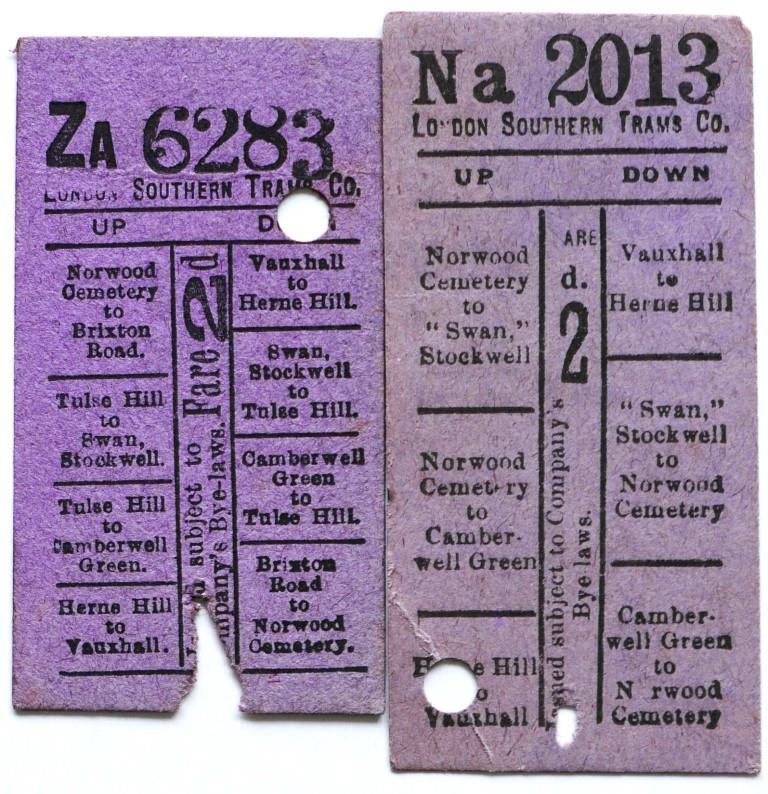 ZA 6283
LONDON SOUTHERN TRAMS CO.
UP
Norwood
Cemetery
to
Brixton
Road.
Tulse Hill
to
Swan,
Stockwell.
Tulse Hill
to
Camberwell
Green.
Herne Hill
to
Vauxhall.
Fare 2d
subject to
mpany's Bye-laws.
Vauxhall
to
Herne Hill.
Swan,
Stockwell
to
Tulse Hill.
Camberwell
Green
to
Tulse Hill.
Brixton
Road
to
Norwood
Cemetery.
Na 2013
LONDON SOUTHERN TRAMS CO.
UP
DOWN
Norwood
Cemetery
to
"Swan,"
Stockwell
Norwood
Cemetery
to
Camber-
well Green
H e Hill
o
Vauxhall
ARE
d.
2
Issued subject to Company's
Bye-laws.
Vauxhall
to
Herne Hill
"Swan,"
Stockwell
to
Norwood
Cemetery
Camber-
well Green
to
N rwood
Cemetery